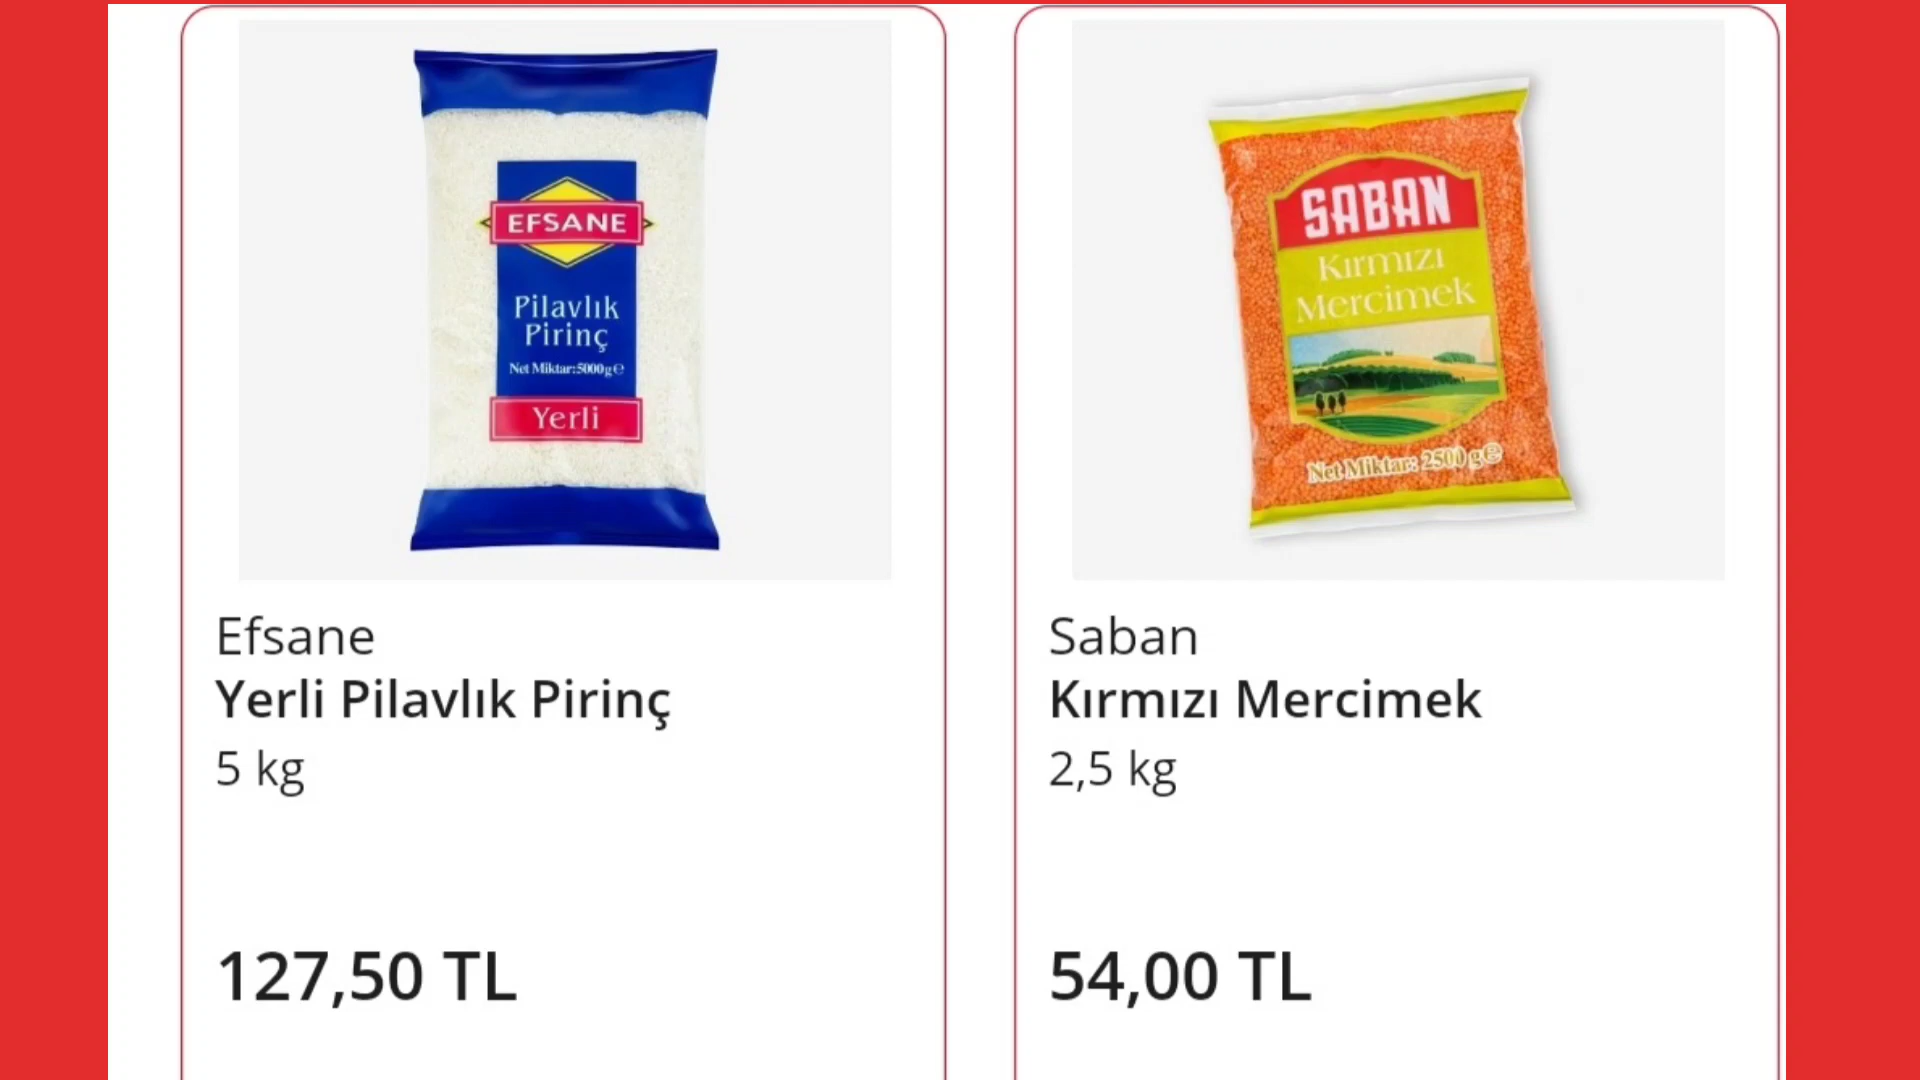 EFSANE
Pilavlık
Pirinç
Net Miktar:5000g℮
Yerli
Efsane
Yerli Pilavlık Pirinç
5 kg
127,50 TL
SABAN
Kırmızı
Mercimek
Net Miktar: 2500 g℮
Saban
Kırmızı Mercimek
2,5 kg
54,00 TL